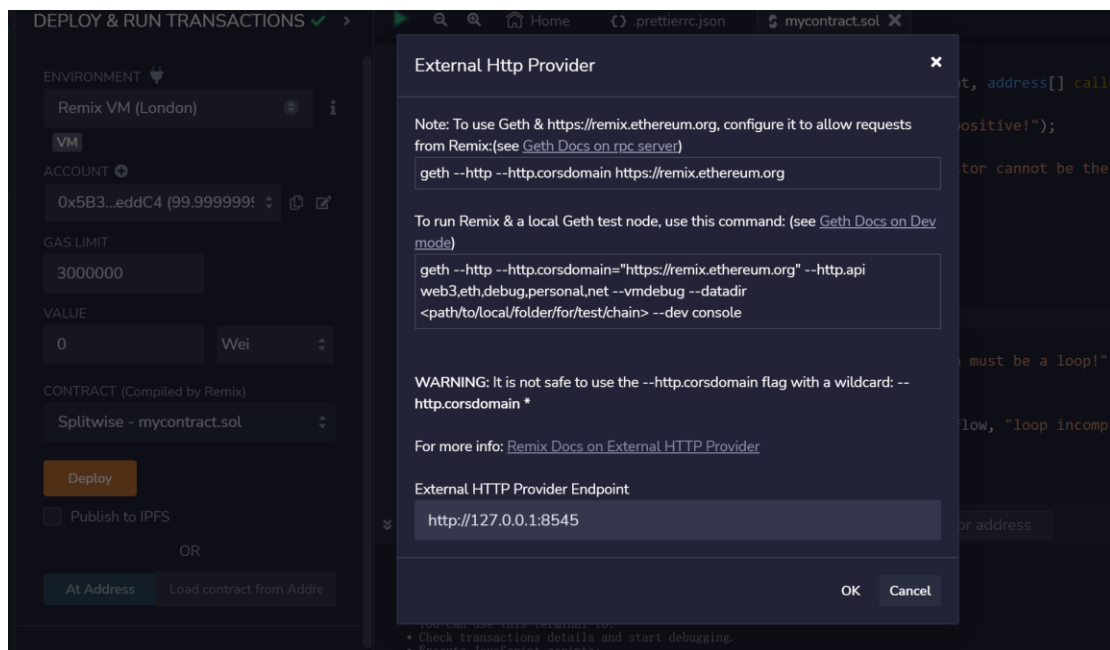 DEPLOY & RUN TRANSACTIONS
Home
{} .prettierrc.json
mycontract.sol
ENVIRONMENT
Remix VM (London)
VM
ACCOUNT
0x5B3...eddC4 (99.9999999
GAS LIMIT
3000000
VALUE
0
Wei
CONTRACT (Compiled by Remix)
Splitwise - mycontract.sol
Deploy
Publish to IPFS
OR
At Address
Load contract from Addre
External Http Provider
Note: To use Geth & https://remix.ethereum.org, configure it to allow requests
from Remix:(see Geth Docs on rpc server)
geth --http --http.corsdomain https://remix.ethereum.org
To run Remix & a local Geth test node, use this command: (see Geth Docs on Dev
mode)
geth --http --http.corsdomain="https://remix.ethereum.org" --http.api
web3,eth,debug,personal,net --vmdebug --datadir
<path/to/local/folder/for/test/chain> --dev console
WARNING: It is not safe to use the --http.corsdomain flag with a wildcard: --
http.corsdomain *
For more info: Remix Docs on External HTTP Provider
External HTTP Provider Endpoint
http://127.0.0.1:8545
OK
Cancel
address[] call
ositive!");
tor cannot be the
must be a loop!"
flow, "loop incomp
or address
You can use this terminal to:
• Check transactions details and start debugging.
• Execute JavaScript scripts: